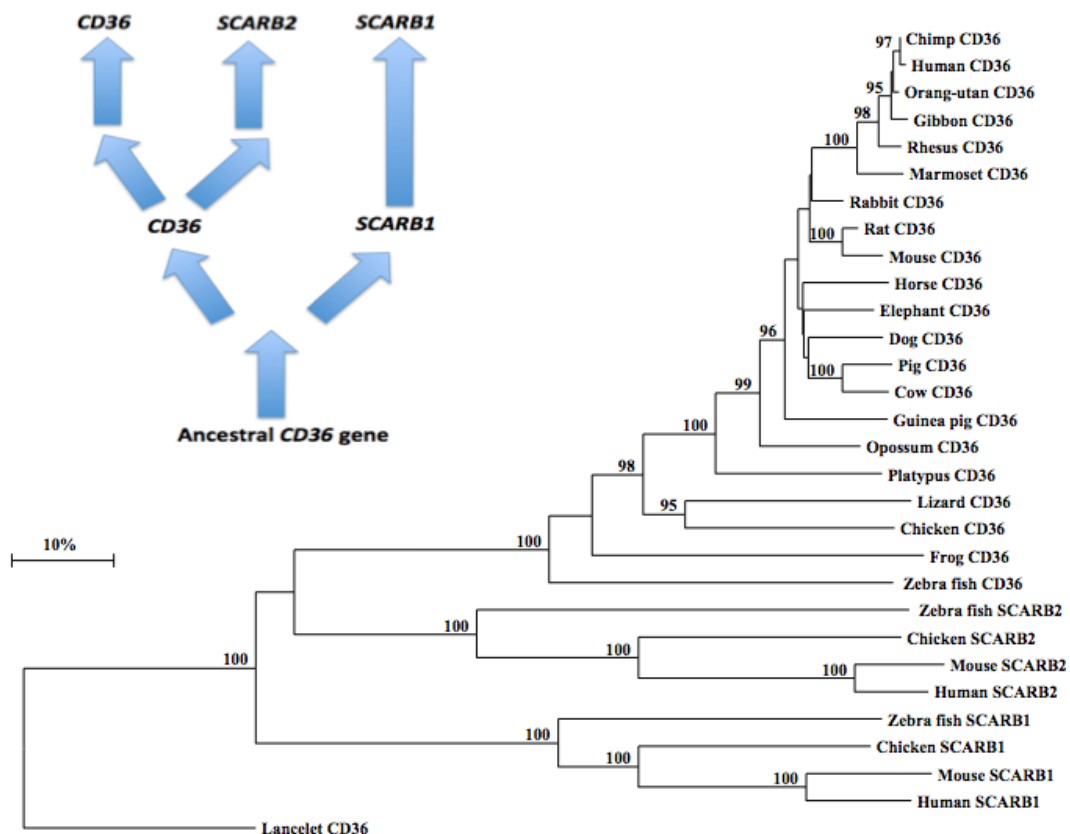 CD36 SCARB2 SCARB1
CD36 SCARB1
Ancestral CD36 gene
10%
97 Chimp CD36
Human CD36
95 Orang-utan CD36
98 Gibbon CD36
100 Rhesus CD36
Marmoset CD36
Rabbit CD36
100 Rat CD36
Mouse CD36
Horse CD36
Elephant CD36
96 Dog CD36
100 Pig CD36
99 Cow CD36
Guinea pig CD36
100 Opossum CD36
98 Platypus CD36
95 Lizard CD36
Chicken CD36
100 Frog CD36
Zebra fish CD36
100 Zebra fish SCARB2
100 Chicken SCARB2
100 100 Mouse SCARB2
Human SCARB2
100 Zebra fish SCARB1
100 Chicken SCARB1
100 Mouse SCARB1
Human SCARB1
Lancelet CD36